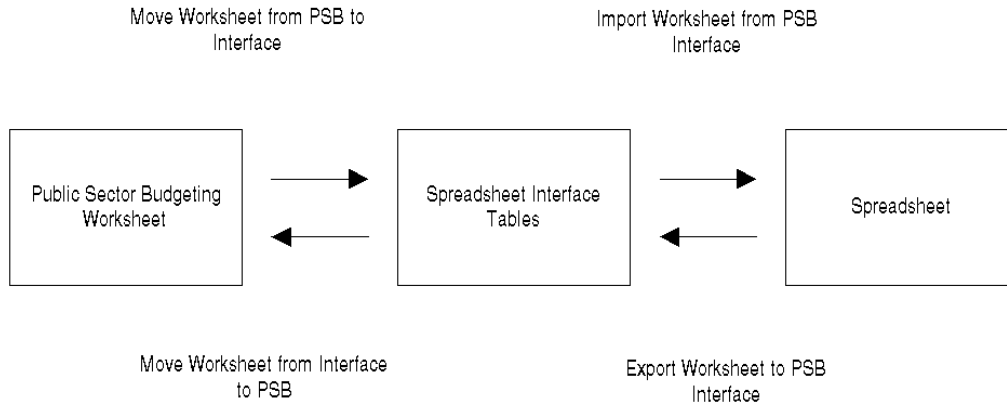 Move Worksheet from PSB to
Interface
Import Worksheet from PSB
Interface
Public Sector Budgeting
Worksheet
Spreadsheet Interface
Tables
Spreadsheet
Move Worksheet from Interface
to PSB
Export Worksheet to PSB
Interface